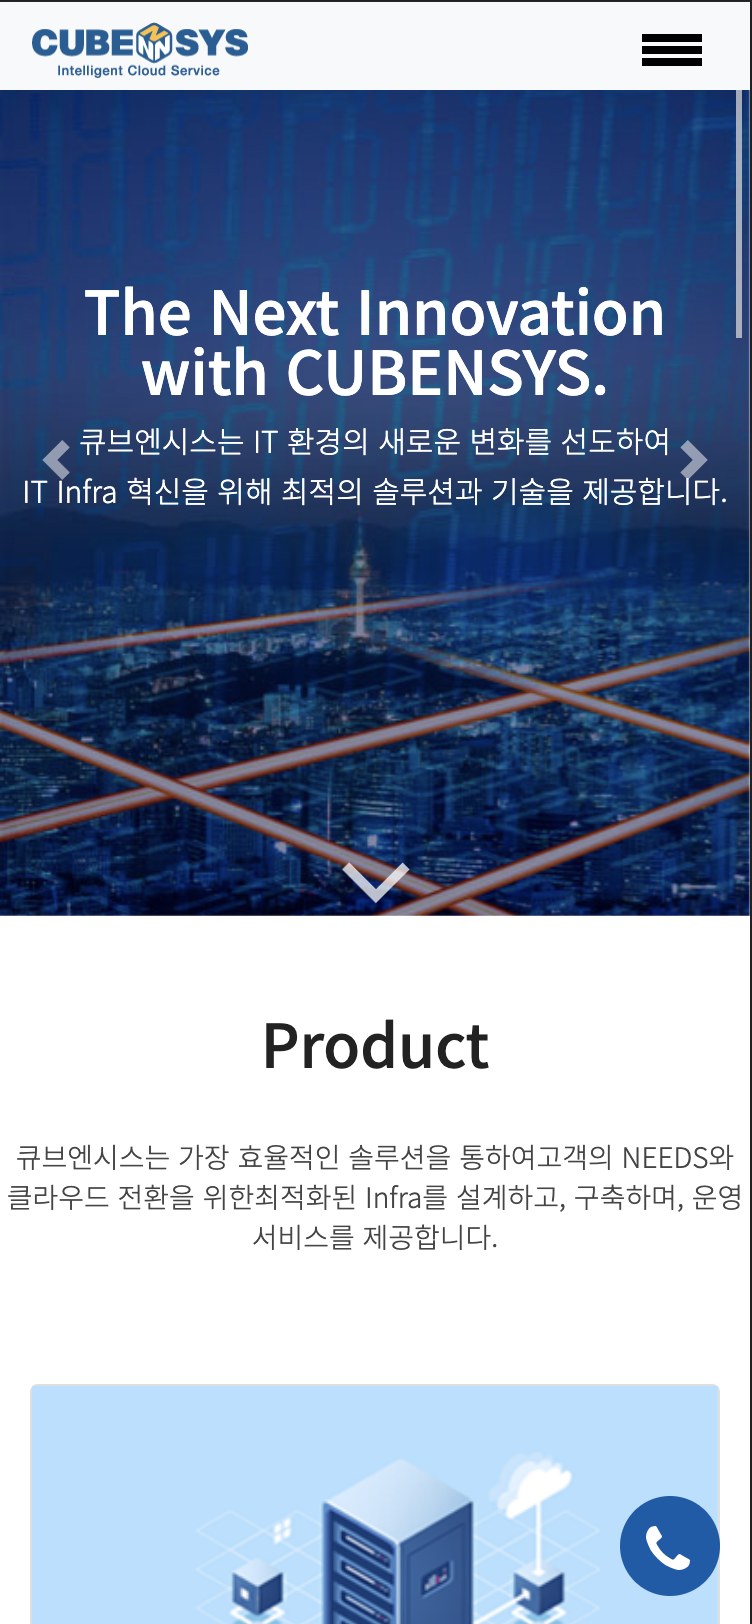 CUBENSYS
Intelligent Cloud Service
The Next Innovation
with CUBENSYS.
큐브엔시스는 IT 환경의 새로운 변화를 선도하여
IT Infra 혁신을 위해 최적의 솔루션과 기술을 제공합니다.
Product
큐브엔시스는 가장 효율적인 솔루션을 통하여고객의 NEEDS와
클라우드 전환을 위한최적화된 Infra를 설계하고, 구축하며, 운영
서비스를 제공합니다.